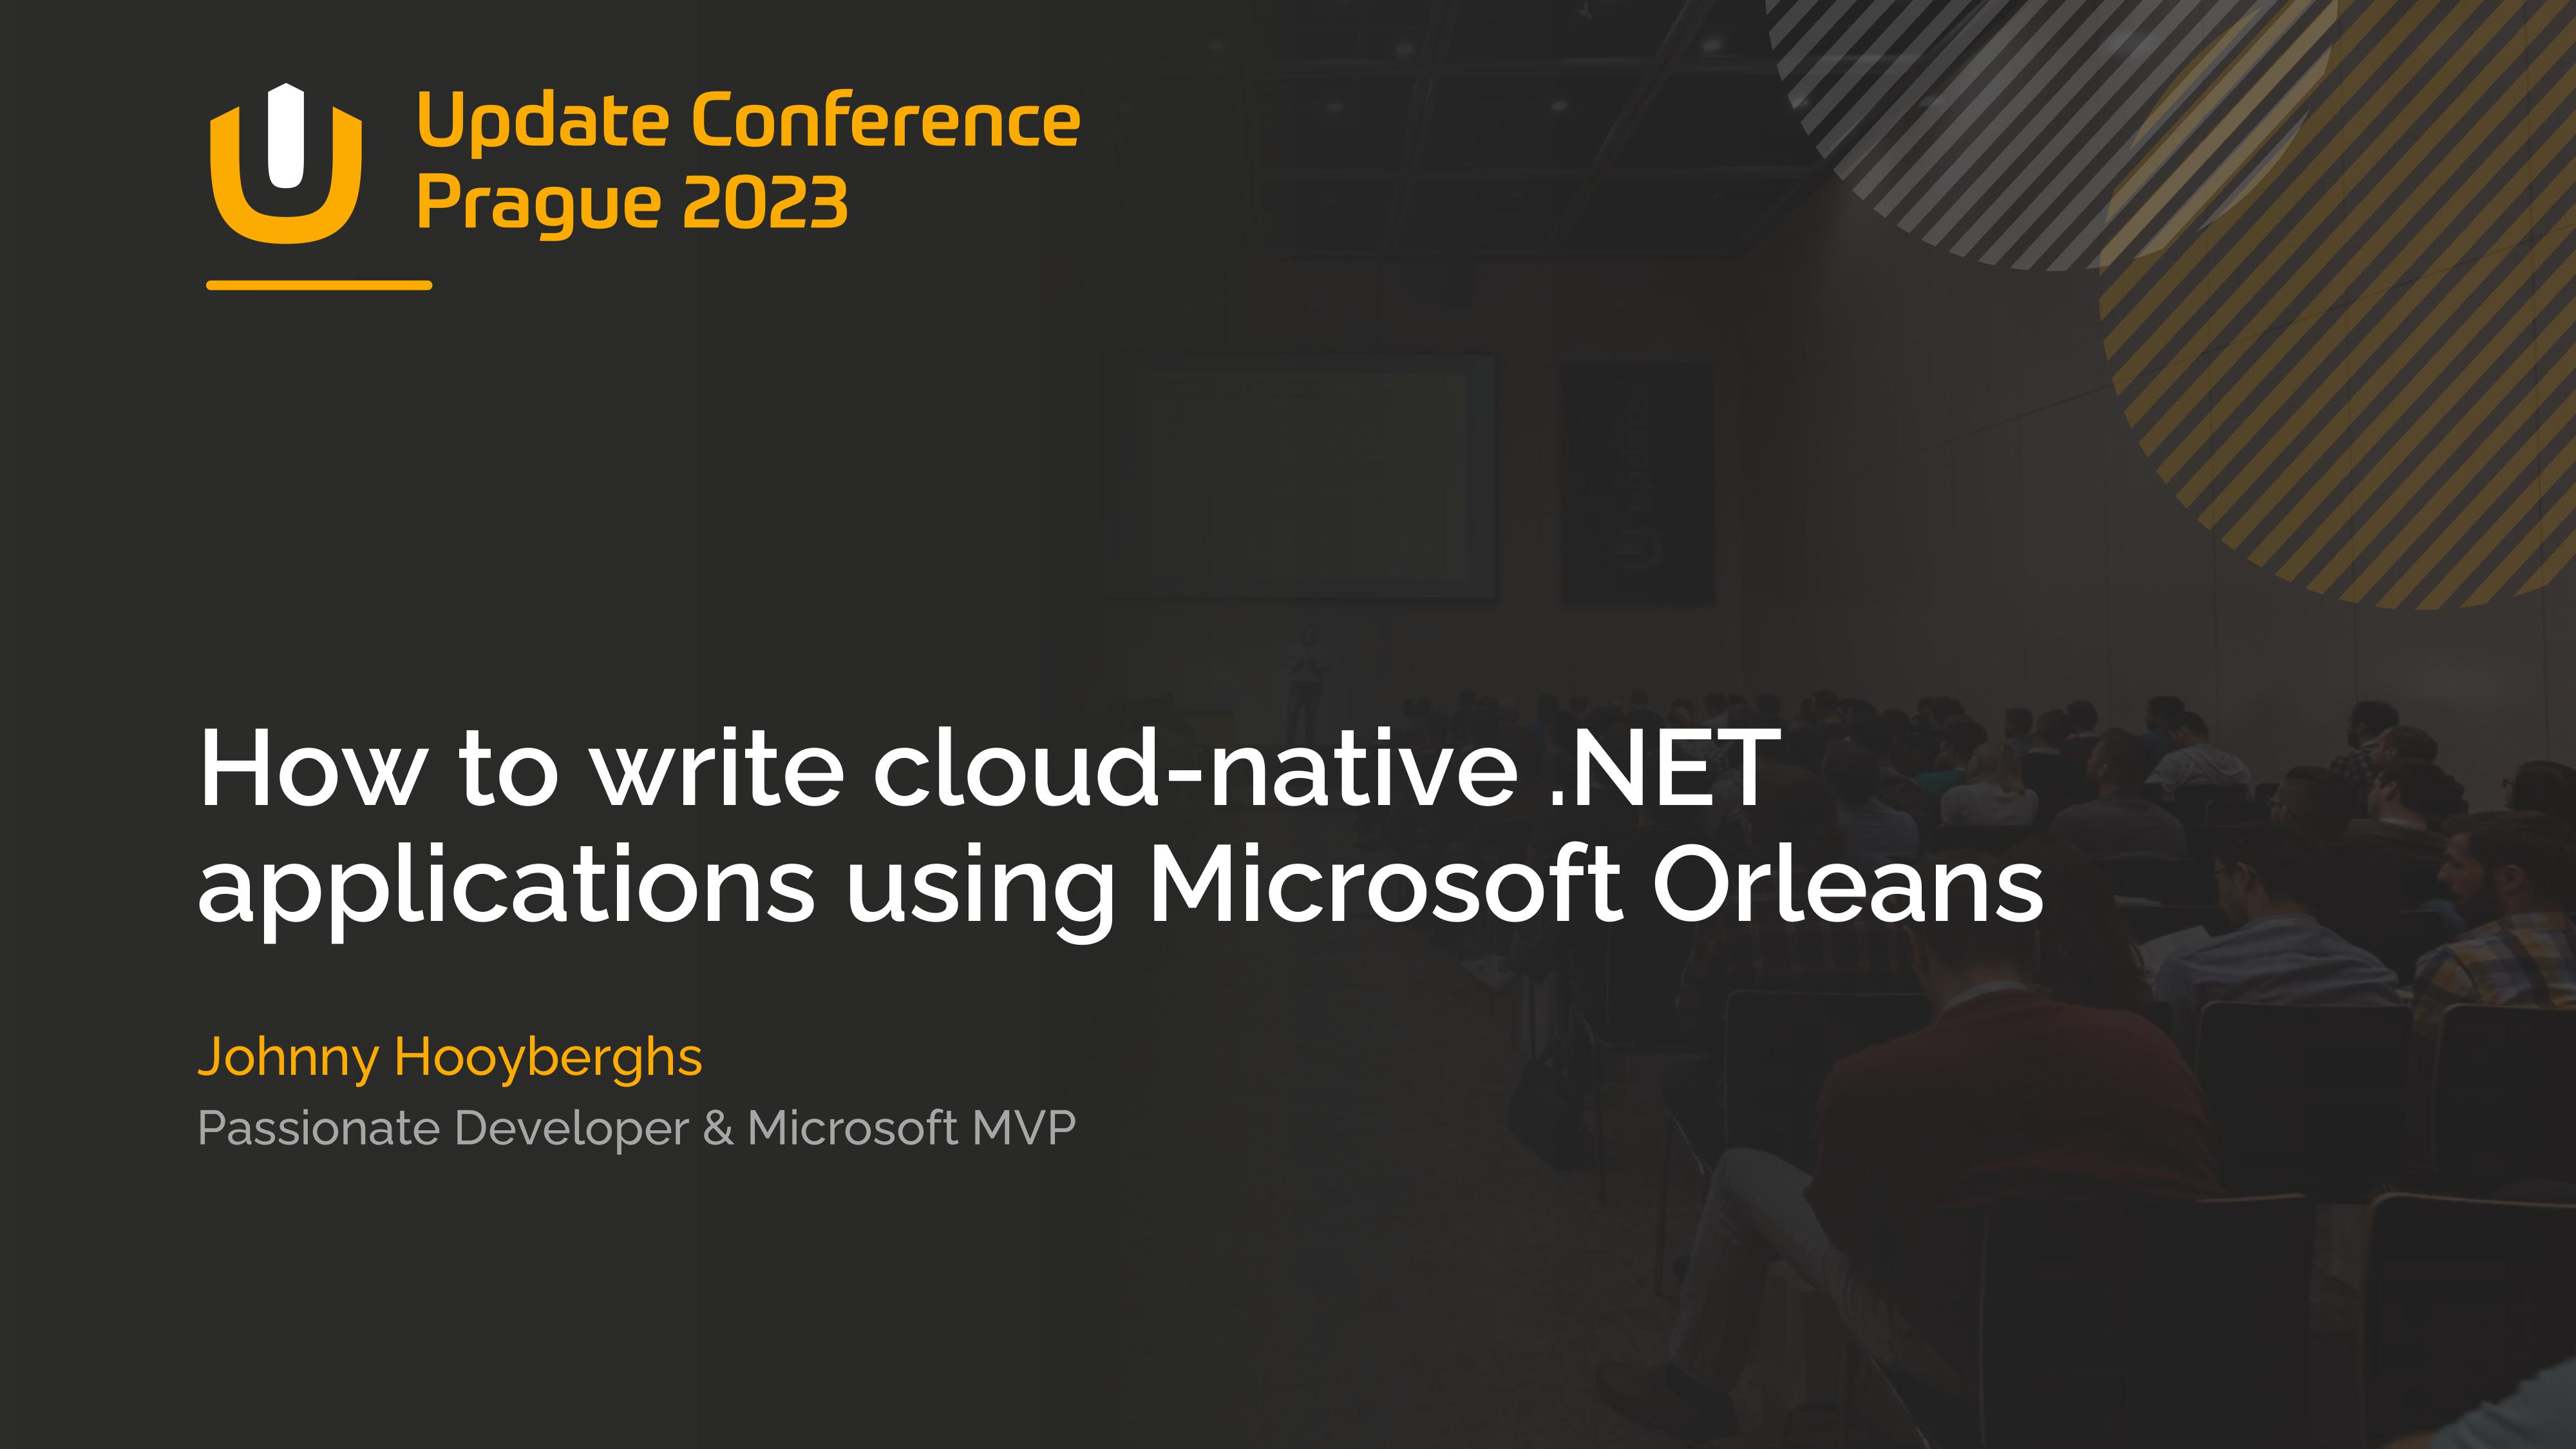 Update Conference
Prague 2023
How to write cloud-native .NET
applications using Microsoft Orleans
Johnny Hooyberghs
Passionate Developer & Microsoft MVP
update